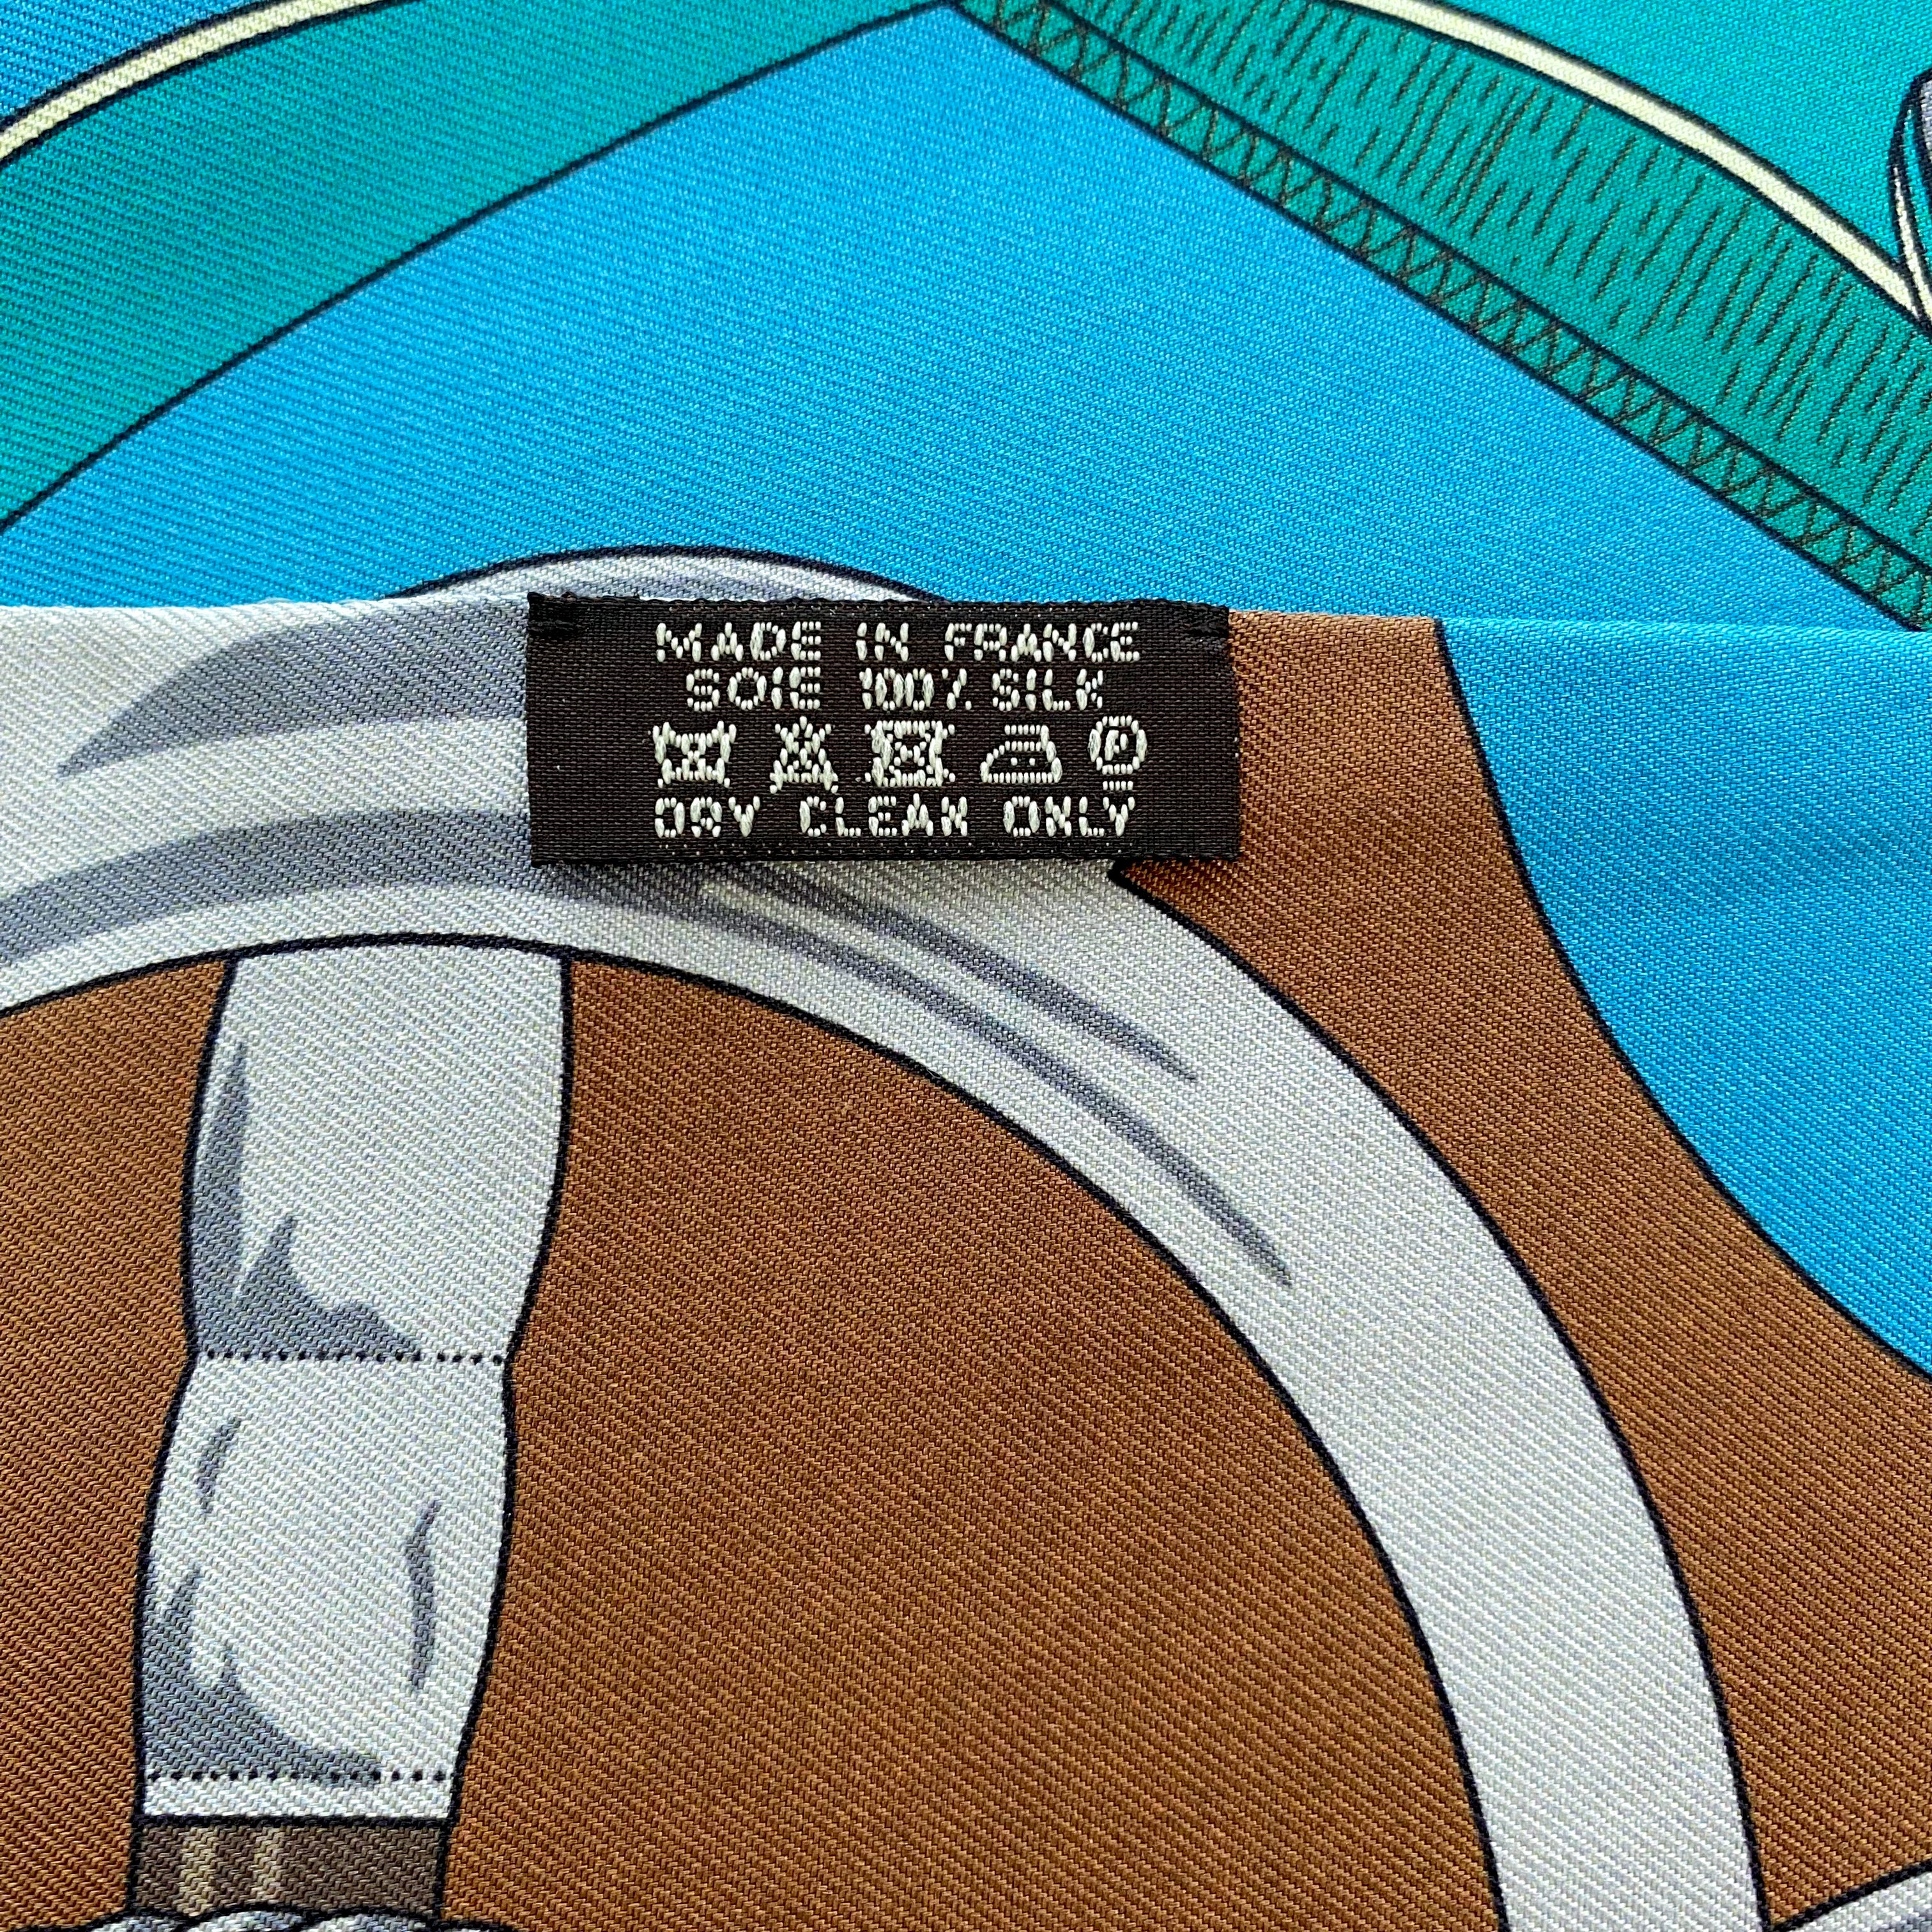 MADE IN FRANCE
SOIE 100% SILK
P
DRY CLEAN ONLY